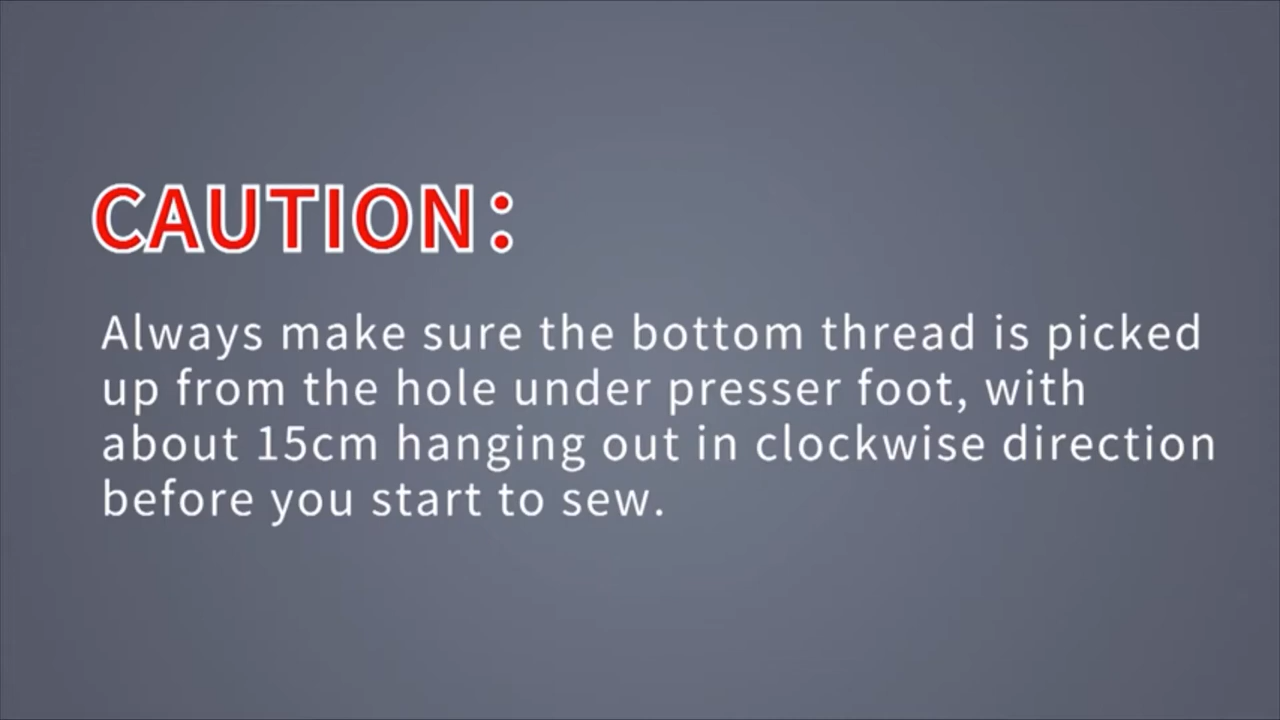 CAUTION:
Always make sure the bottom thread is picked
up from the hole under presser foot, with
about 15cm hanging out in clockwise direction
before you start to sew.